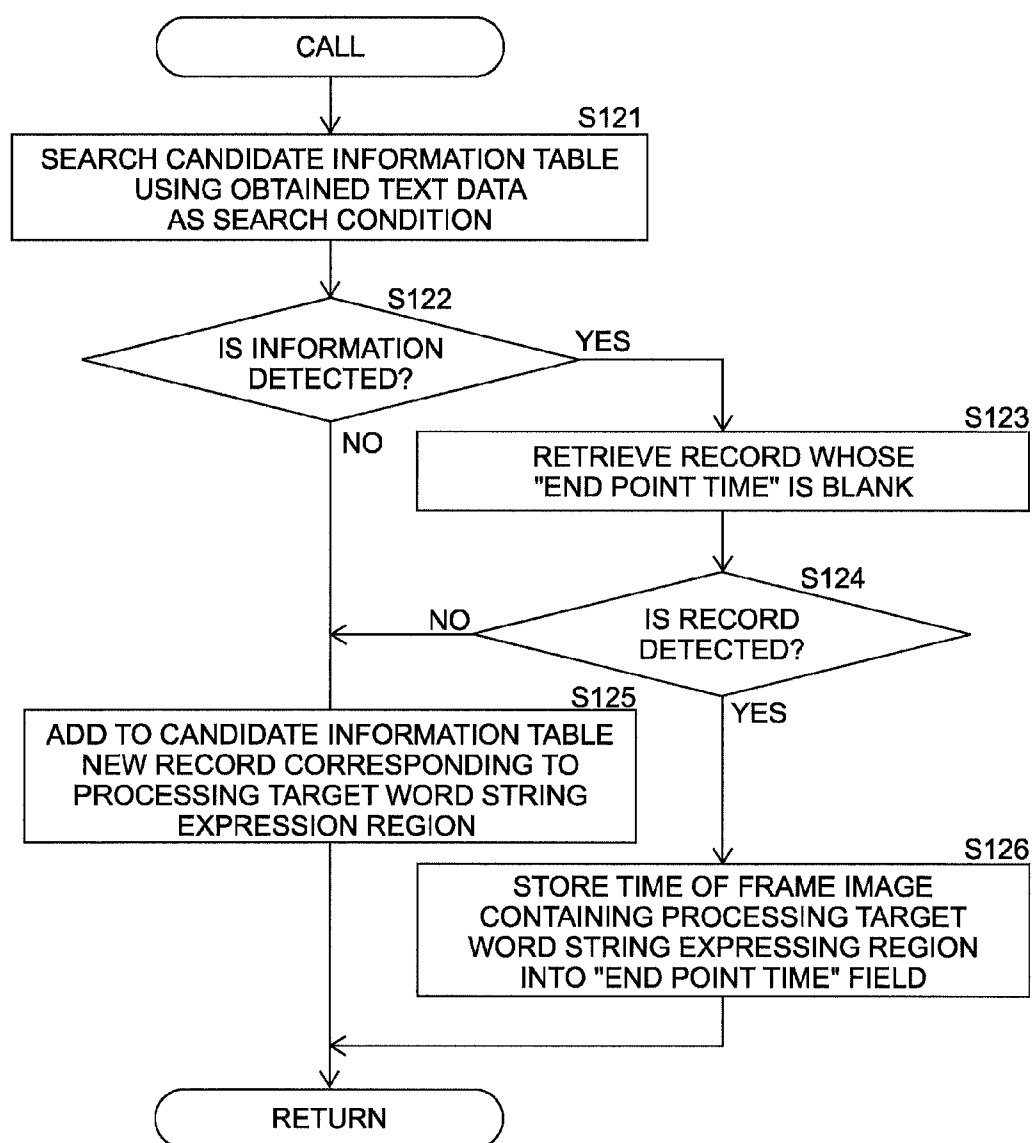 CALL
S121
SEARCH CANDIDATE INFORMATION TABLE
USING OBTAINED TEXT DATA
AS SEARCH CONDITION
S122
IS INFORMATION
DETECTED?
YES
NO
S123
RETRIEVE RECORD WHOSE
"END POINT TIME" IS BLANK
S124
IS RECORD
DETECTED?
NO
YES
S125
ADD TO CANDIDATE INFORMATION TABLE
NEW RECORD CORRESPONDING TO
PROCESSING TARGET WORD STRING
EXPRESSION REGION
S126
STORE TIME OF FRAME IMAGE
CONTAINING PROCESSING TARGET
WORD STRING EXPRESSING REGION
INTO "END POINT TIME" FIELD
RETURN